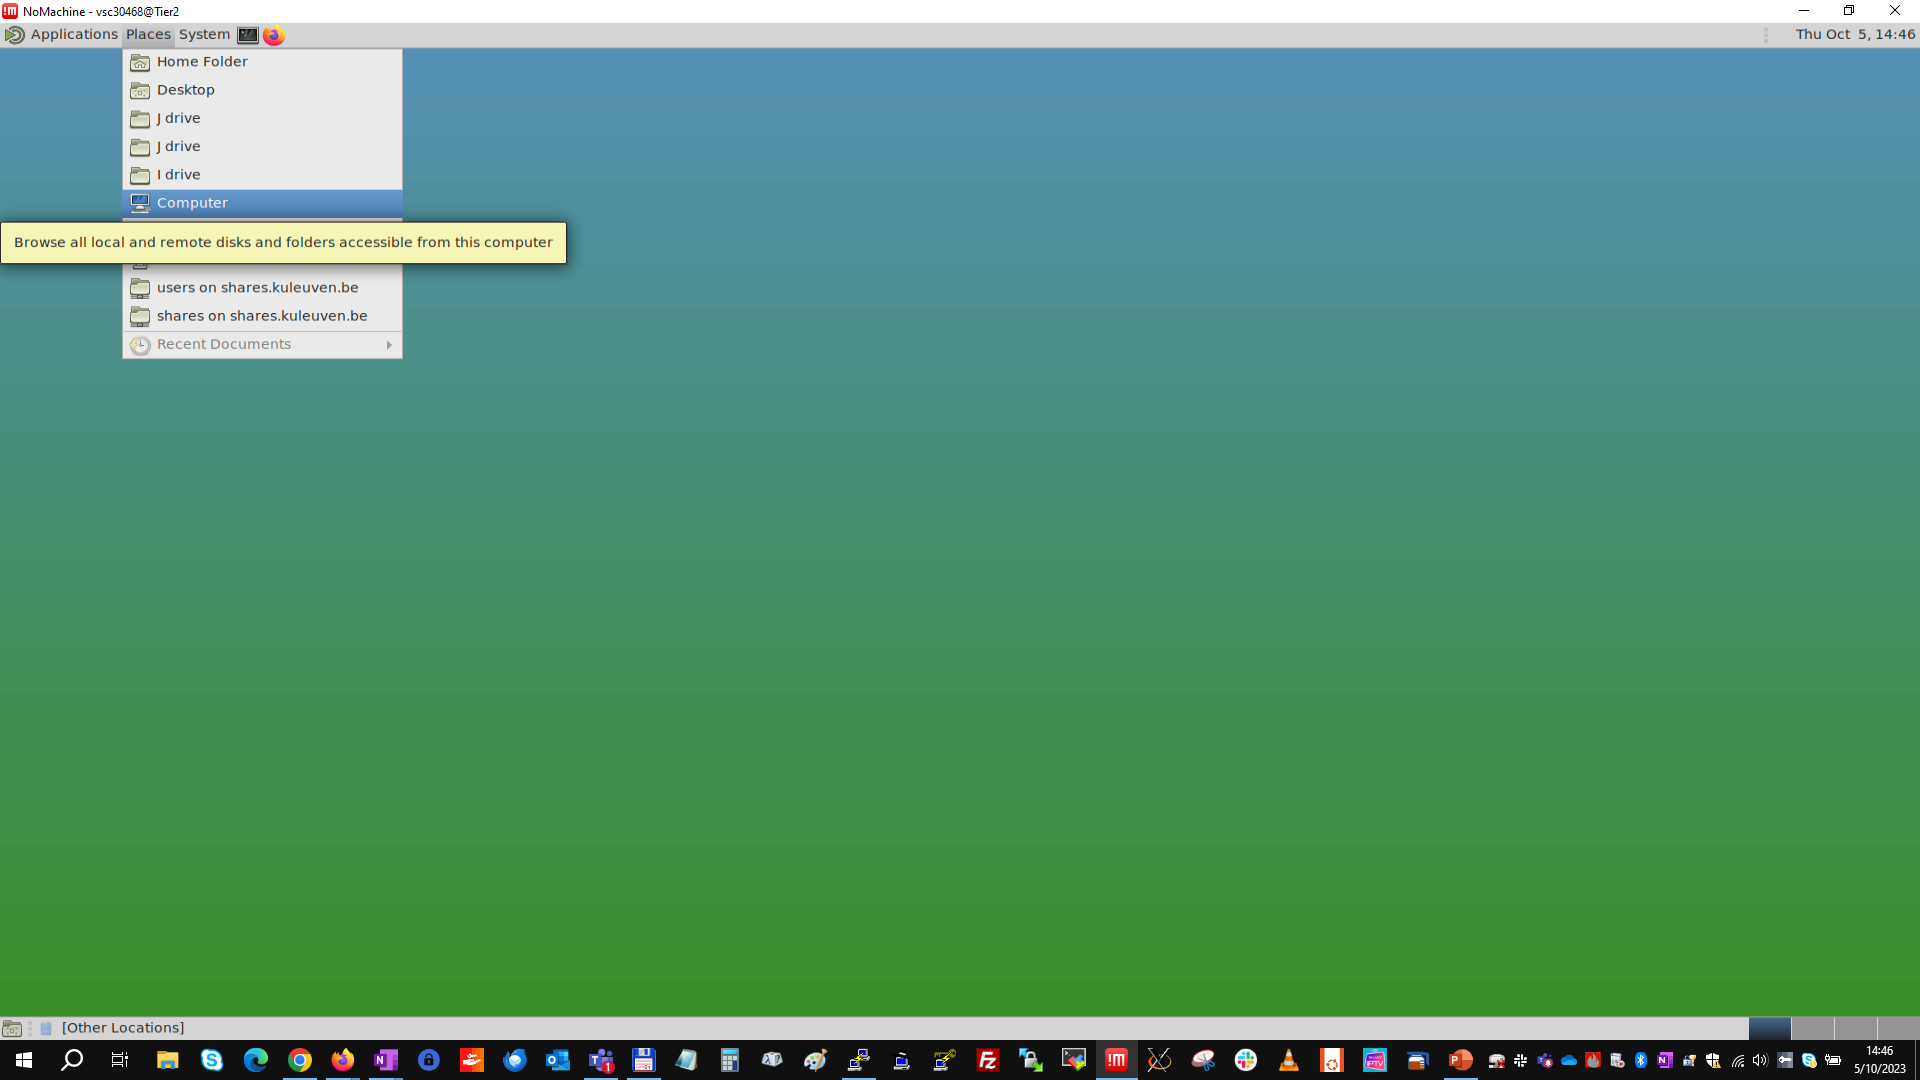 NoMachine - vsc30468@Tier2
Applications Places System
Thu Oct 5, 14:46
Home Folder
Desktop
J drive
J drive
I drive
Computer
Browse all local and remote disks and folders accessible from this computer
users on shares.kuleuven.be
shares on shares.kuleuven.be
Recent Documents
[Other Locations]
14:46
5/10/2023